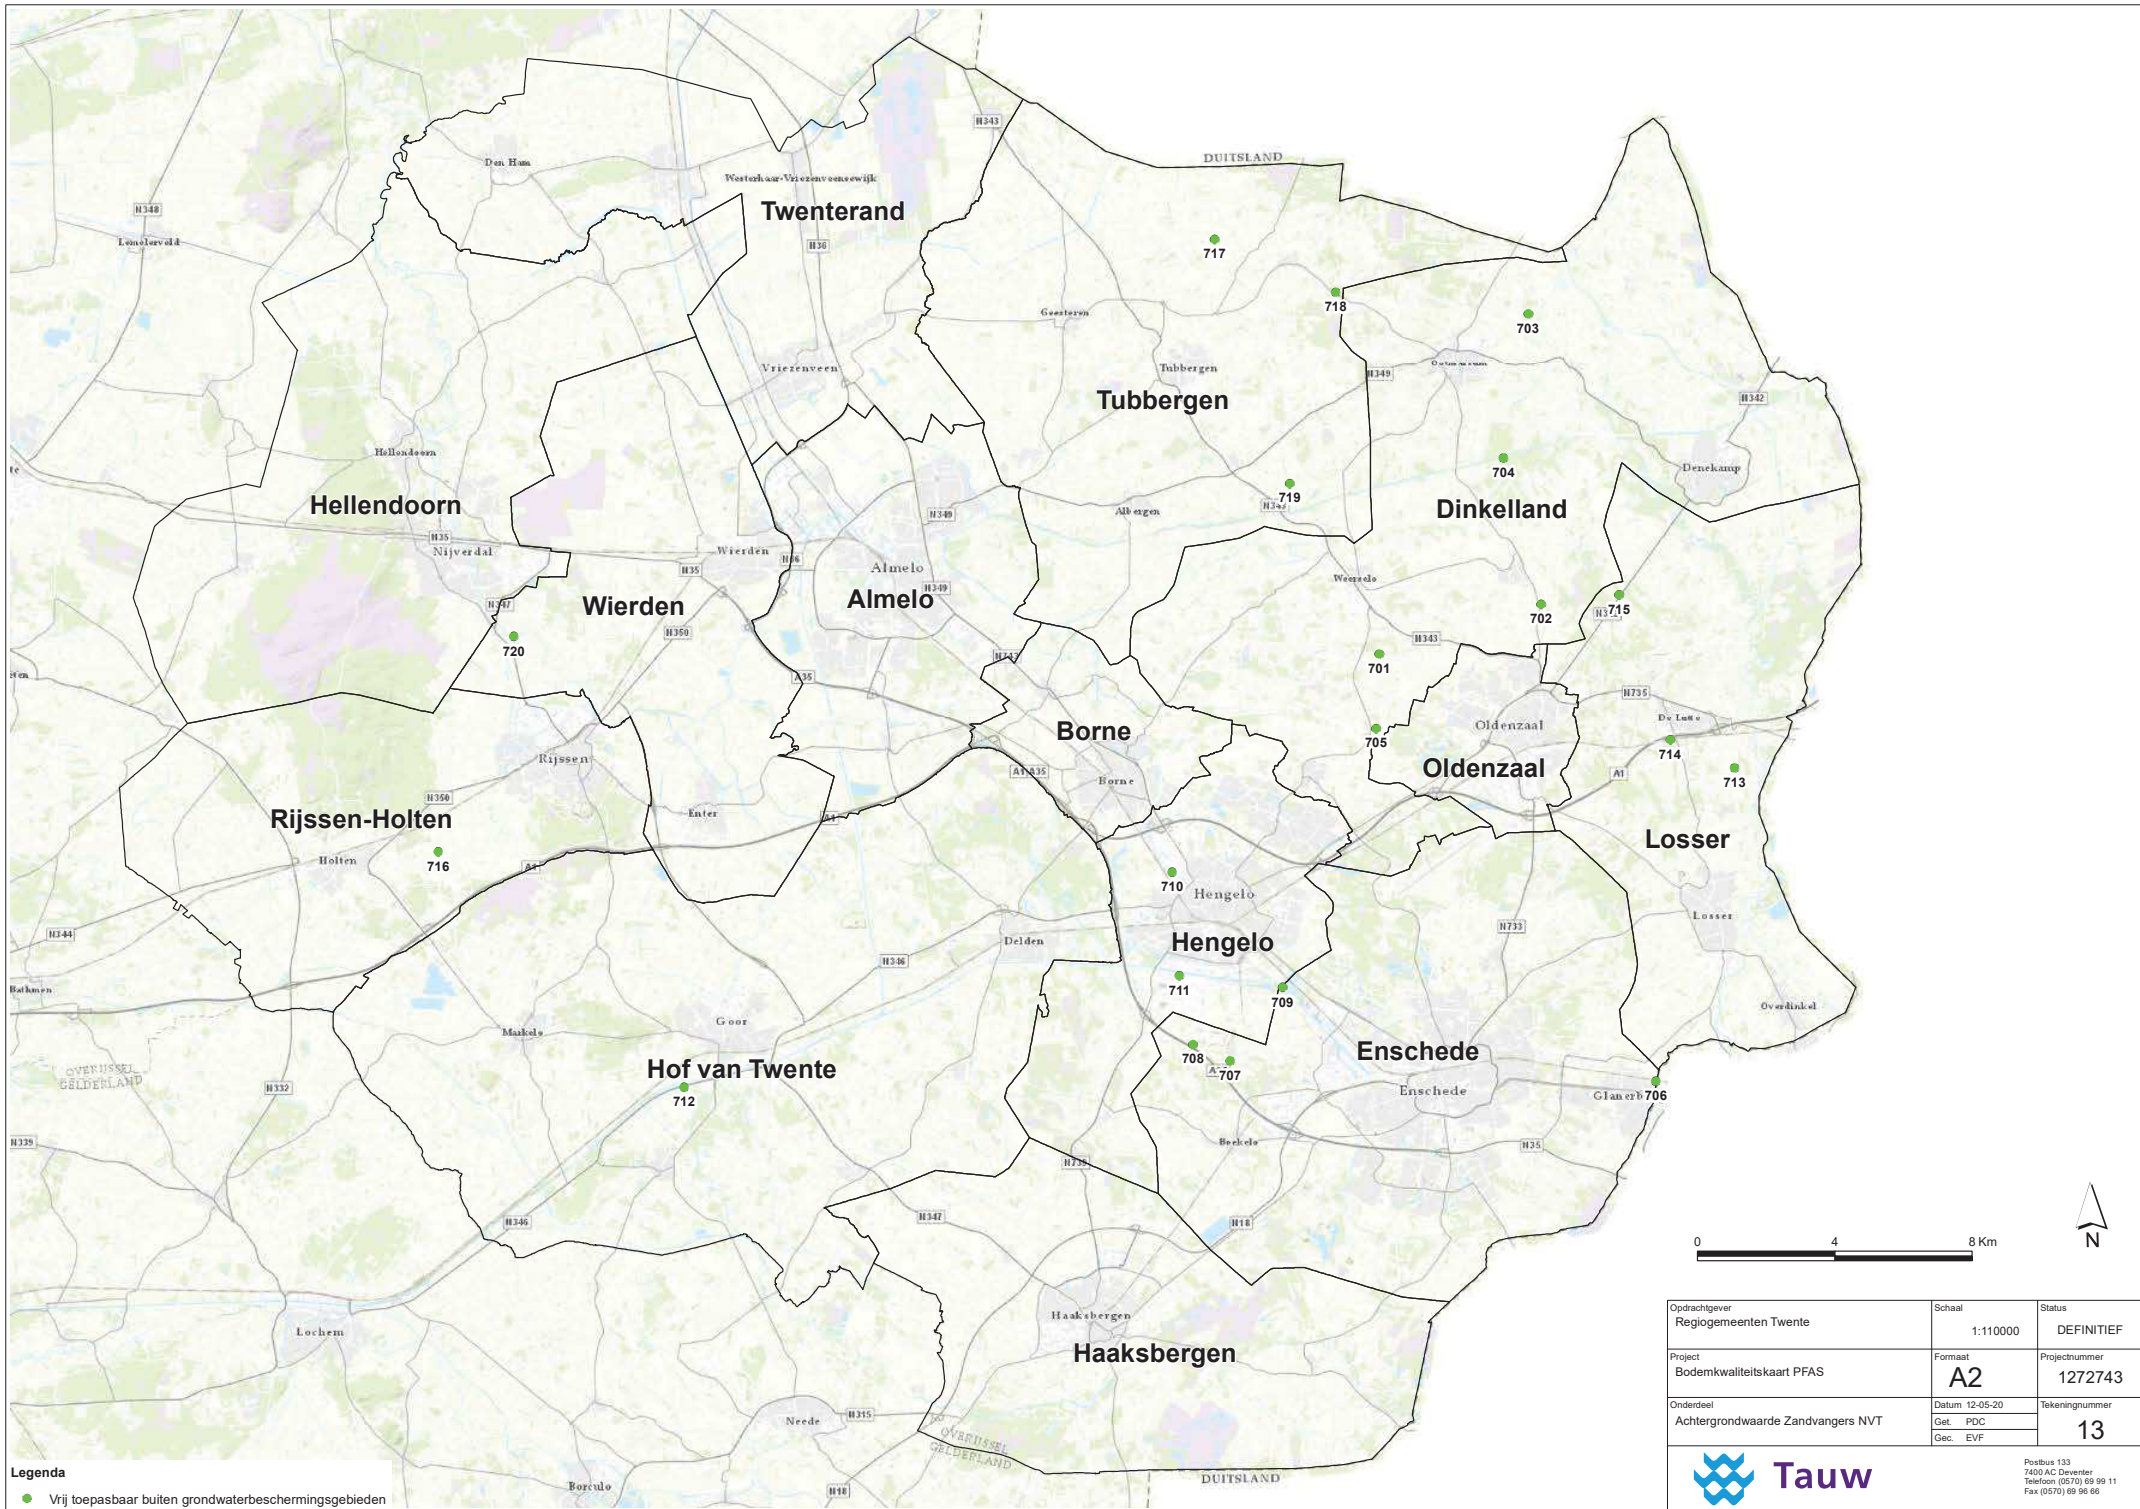 DUITSLAND
N343
Den Ham
Westerhaar-Vriezenveensewijk
Twenterand
N348
Lemelerveld
N36
717
718
703
Geesteren
Vriezenveen
Tubbergen
N349
Tubbergen
N342
Hellendoorn
Denekamp
704
Hellendoorn
719
Dinkelland
N349
Albergen
N343
N35
Nijverdal
Wierden
N35
Almelo
Weerselo
N349
Almelo
Wierden
N347
715
702
N350
720
N343
N343
701
A35
N735
De Lutte
Oldenzaal
Borne
705
714
Rijssen
Oldenzaal
A1
713
A1 A35
Borne
N350
Rijssen-Holten
Enter
A1
Losser
Holten
716
A1
710
Hengelo
Losser
N344
Delden
Hengelo
N733
N346
Bathmen
711
709
Overdinkel
Goor
Markelo
Enschede
708
707
Hof van Twente
OVERIJSSEL
GELDERLAND
N332
712
Enschede
706
N339
Boekelo
N35
N739
N346
N347
N18
Haaksbergen
Lochem
Haaksbergen
Neede
N315
OVERIJSSEL
GELDERLAND
DUITSLAND
Borculo
N18
0 4 8 Km
N
Opdrachtgever
Regiogemeenten Twente
Schaal
1:110000
Status
DEFINITIEF
Project
Bodemkwaliteitskaart PFAS
Formaat
A2
Projectnummer
1272743
Onderdeel
Achtergrondwaarde Zandvangers NVT
Datum 12-05-20
Get. PDC
Gec. EVF
Tekeningnummer
13
Tauw
Postbus 133
7400 AC Deventer
Telefoon (0570) 69 99 11
Fax (0570) 69 96 66
Legenda
Vrij toepasbaar buiten grondwaterbeschermingsgebieden